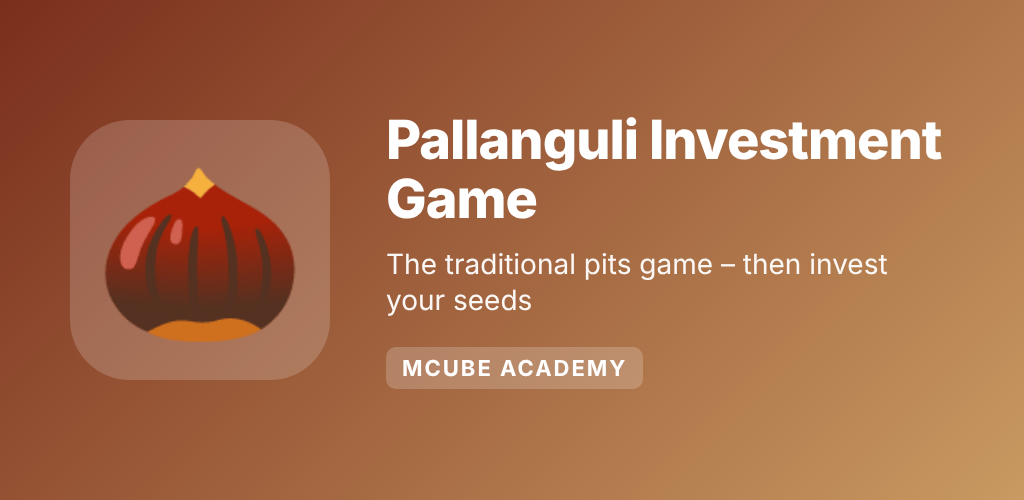 Pallanguli Investment
Game
The traditional pits game – then invest
your seeds
MCUBE ACADEMY